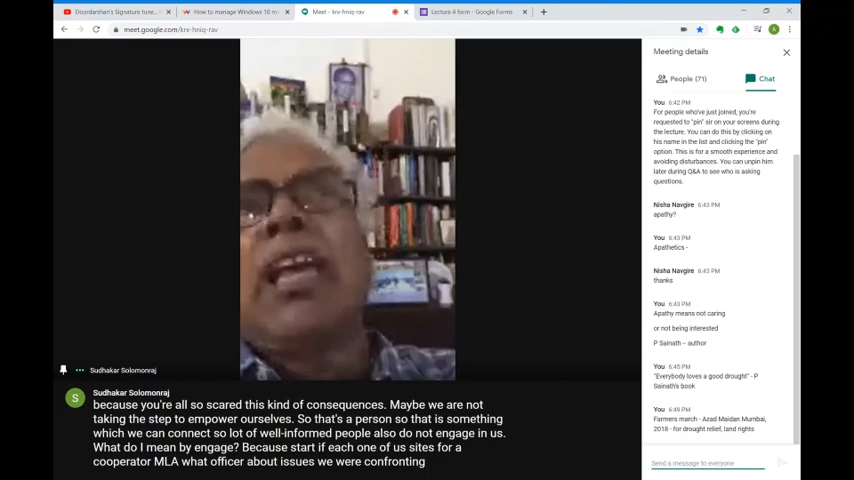 Doordarshan's Signature tune...
How to manage Windows 10 n
Meet - krx-hniq-rav
Lecture 4 form - Google Forms
meet.google.com/krx-hniq-rav
Meeting details
People (71)
Chat
You 6:42 PM
For people who've just joined, you're
requested to "pin" sir on your screens during
the lecture. You can do this by clicking on
his name in the list and clicking the "pin"
option. This is for a smooth experience and
avoiding disturbances. You can unpin him
later during Q&A to see who is asking
questions.
Nisha Navgire 6:43 PM
apathy?
You 6:43 PM
Apathetics -
Nisha Navgire 6:43 PM
thanks
You 6:43 PM
Apathy means not caring
or not being interested
P Sainath -- author
You 6:45 PM
"Everybody loves a good drought" - P
Sainath's book
You 6:49 PM
Farmers march - Azad Maidan Mumbai,
2018 - for drought relief, land rights
Send a message to everyone
Sudhakar Solomonraj
S
Sudhakar Solomonraj
because you're all so scared this kind of consequences. Maybe we are not
taking the step to empower ourselves. So that's a person so that is something
which we can connect so lot of well-informed people also do not engage in us.
What do I mean by engage? Because start if each one of us sites for a
cooperator MLA what officer about issues we were confronting